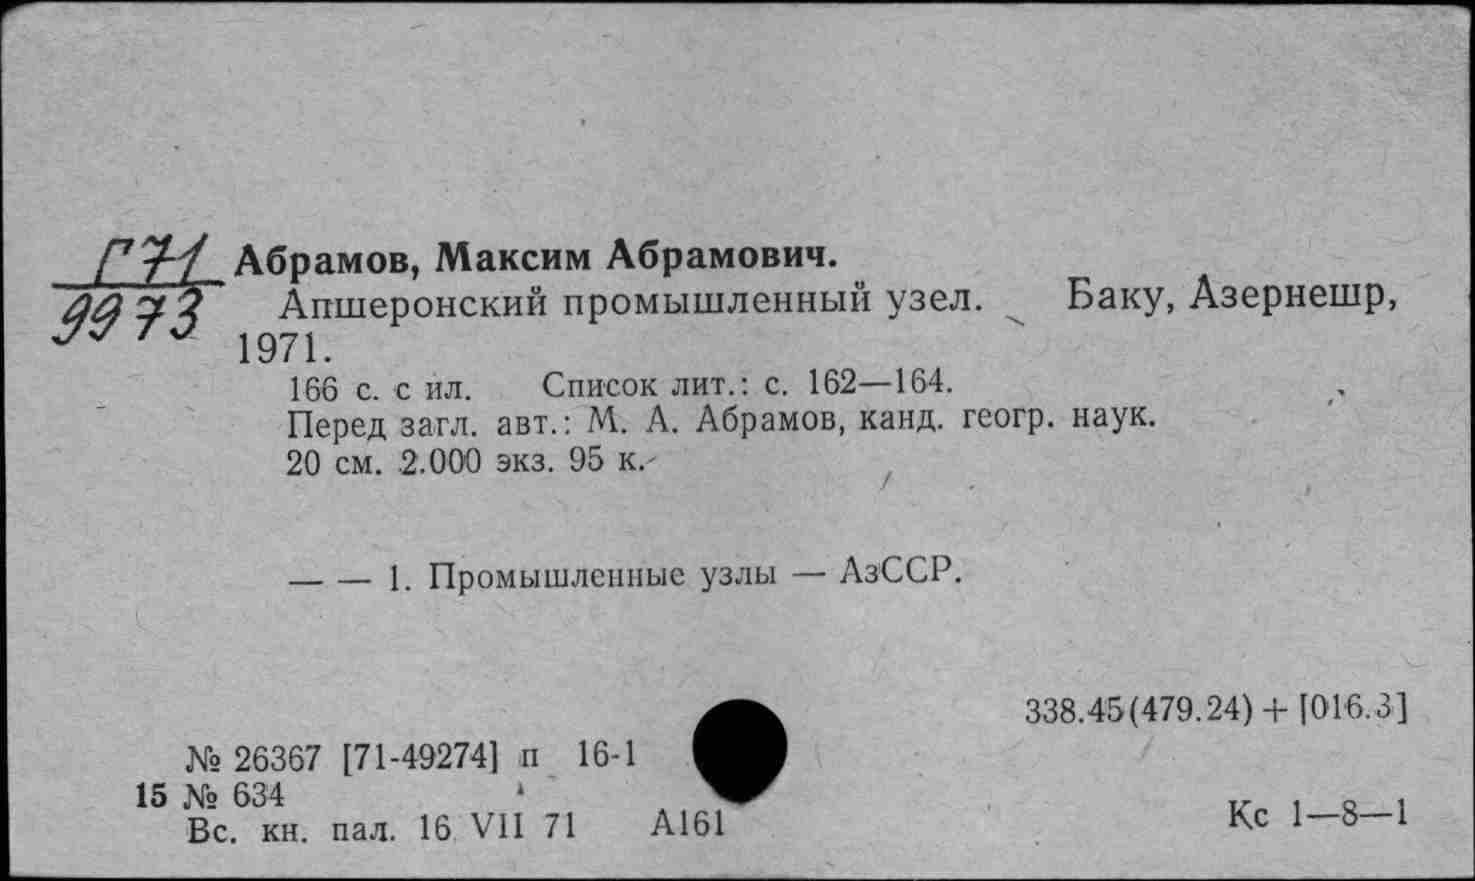 Г71
9973
Абрамов, Максим Абрамович.
Апшеронский промышленный узел. Баку, Азернешр,
1971.
166 с. с ил. Список лит.: с. 162—164.
Перед загл. авт.: М. А. Абрамов, канд. геогр. наук.
20 см. 2.000 экз. 95 к.
— — 1. Промышленные узлы — АзССР.
338.45(479.24) + [016.3]
№ 26367 [71-49274] п 16-1
15 № 634
Вс. кн. пал. 16 VII 71 А161
Кс 1—8—1